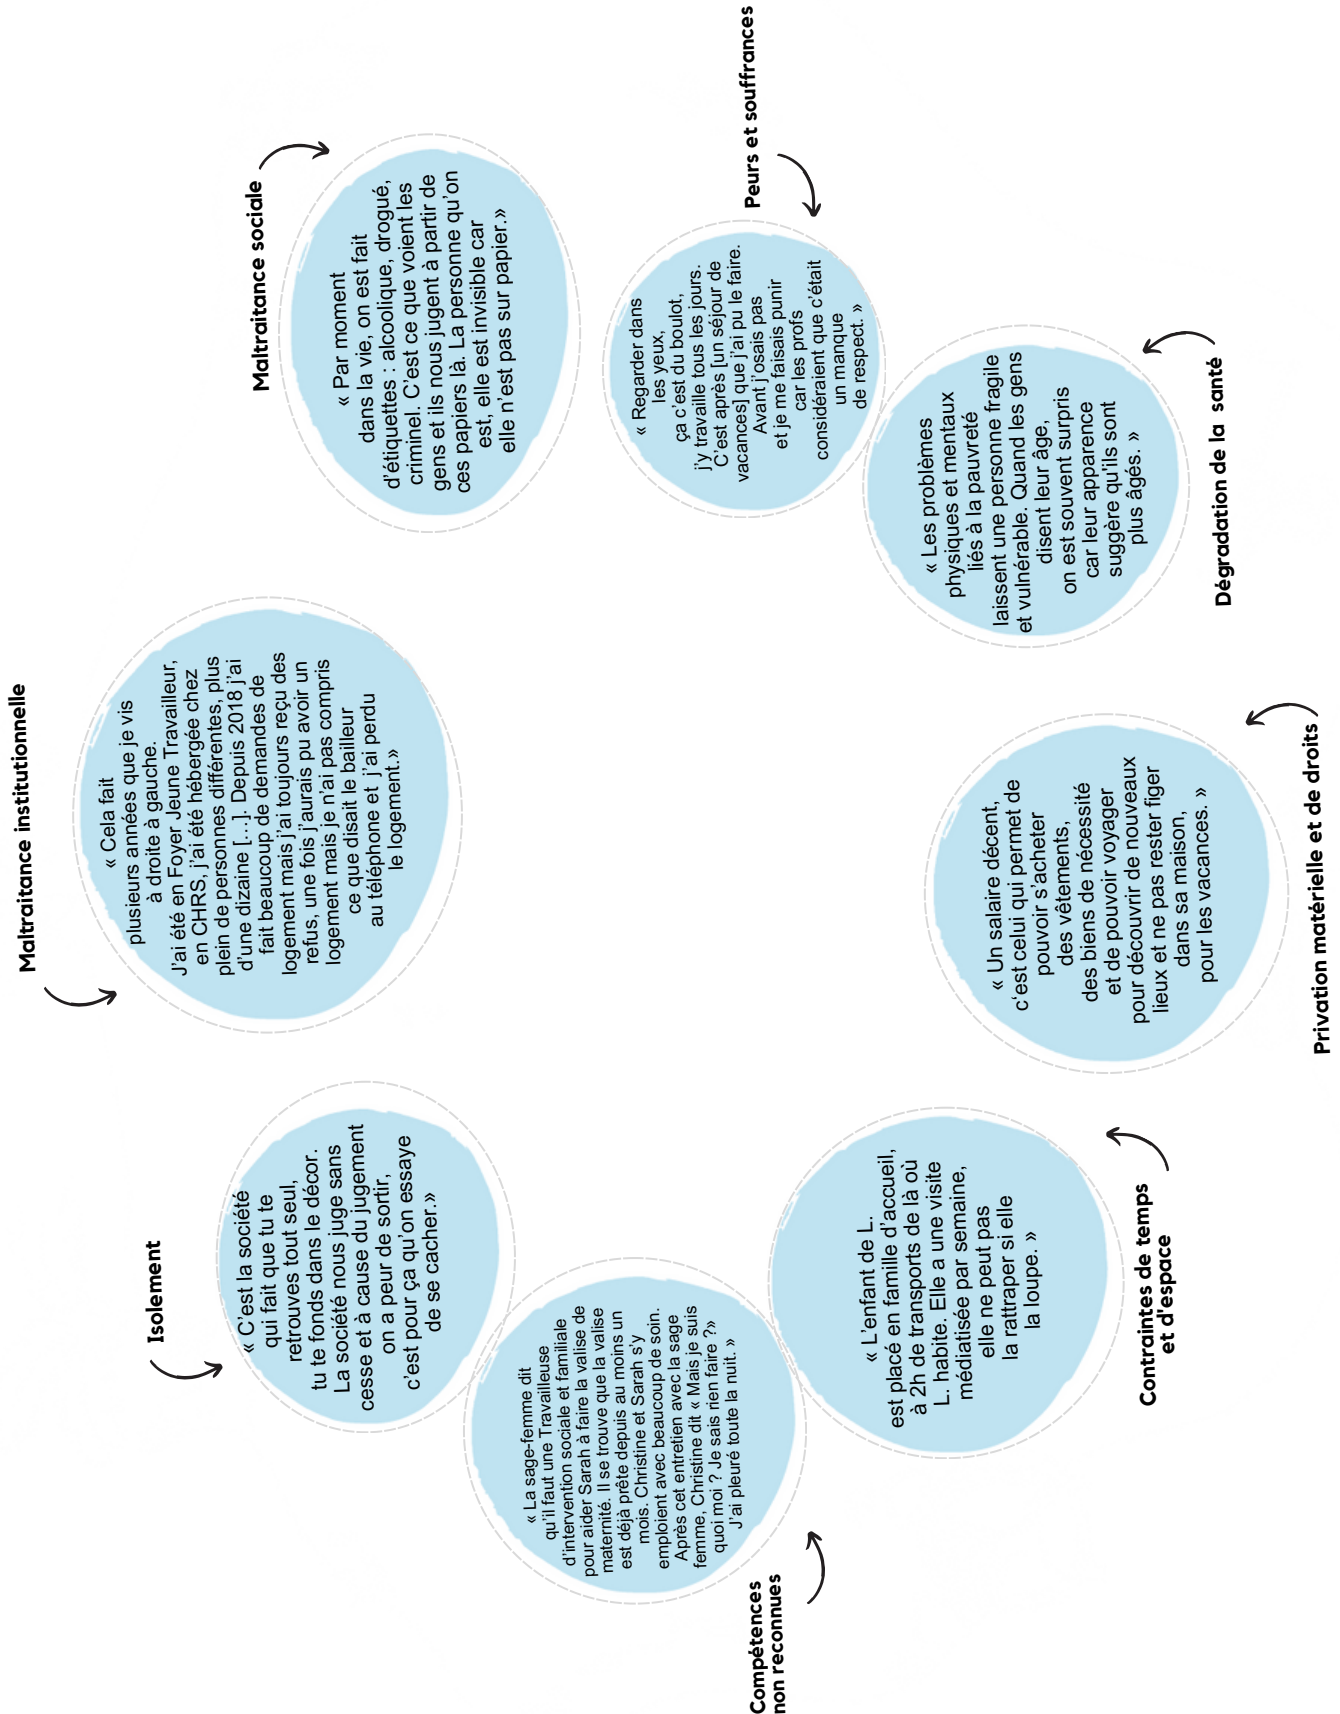 Maltraitance institutionnelle
« Cela fait
plusieurs années que je vis
à droite à gauche.
J’ai été en Foyer Jeune Travailleur,
en CHRS, j’ai été hébergée chez
plein de personnes différentes, plus
d’une dizaine [...]. Depuis 2018 j’ai
fait beaucoup de demandes de
logement mais j’ai toujours reçu des
refus, une fois j’aurais pu avoir un
logement mais je n’ai pas compris
ce que disait le bailleur
au téléphone et j’ai perdu
le logement.»
Isolement
« C’est la société
qui fait que tu te
retrouves tout seul,
tu te fonds dans le décor.
La société nous juge sans
cesse et à cause du jugement
on a peur de sortir,
c’est pour ça qu’on essaye
de se cacher.»
Maltraitance sociale
« Par moment
dans la vie, on est fait
d’étiquettes : alcoolique, drogué,
criminel. C’est ce que voient les
gens et ils nous jugent à partir de
ces papiers là. La personne qu’on
est, elle est invisible car
elle n’est pas sur papier.»
Compétences
non reconnues
« La sage-femme dit
qu’il faut une Travailleuse
d’intervention sociale et familiale
pour aider Sarah à faire la valise de
maternité. Il se trouve que la valise
est déjà prête depuis au moins un
mois. Christine et Sarah s’y
emploient avec beaucoup de soin.
Après cet entretien avec la sage
femme, Christine dit « Mais je suis
quoi moi ? Je sais rien faire ?»
J’ai pleuré toute la nuit. »
Peurs et souffrances
« Regarder dans
les yeux,
ça c’est du boulot,
j’y travaille tous les jours.
C’est après [un séjour de
vacances] que j’ai pu le faire.
Avant j’osais pas
et je me faisais punir
car les profs
considéraient que c’était
un manque
de respect. »
Contraintes de temps
et d'espace
« L’enfant de L.
est placé en famille d’accueil,
à 2h de transports de là où
L. habite. Elle a une visite
médiatisée par semaine,
elle ne peut pas
la rattraper si elle
la loupe. »
Privation matérielle et de droits
« Un salaire décent,
c‘est celui qui permet de
pouvoir s’acheter
des vêtements,
des biens de nécessité
et de pouvoir voyager
pour découvrir de nouveaux
lieux et ne pas rester figer
dans sa maison,
pour les vacances. »
Dégradation de la santé
« Les problèmes
physiques et mentaux
liés à la pauvreté
laissent une personne fragile
et vulnérable. Quand les gens
disent leur âge,
on est souvent surpris
car leur apparence
suggère qu’ils sont
plus âgés. »